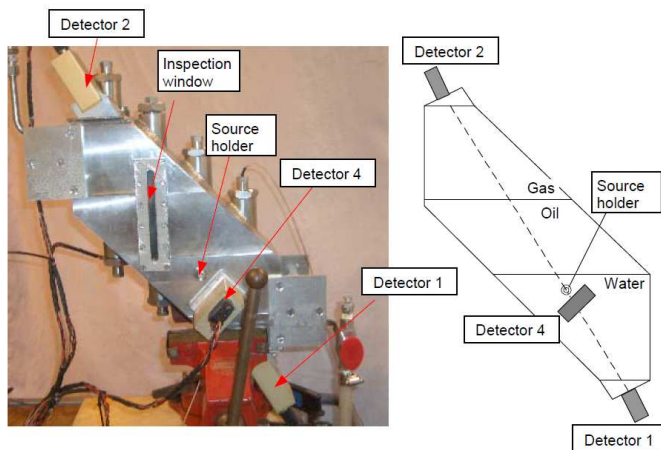 Detector 2
Inspection
window
Source
holder
Detector 4
Detector 1
Detector 2
Gas
Oil
Source
holder
Water
Detector 4
Detector 1